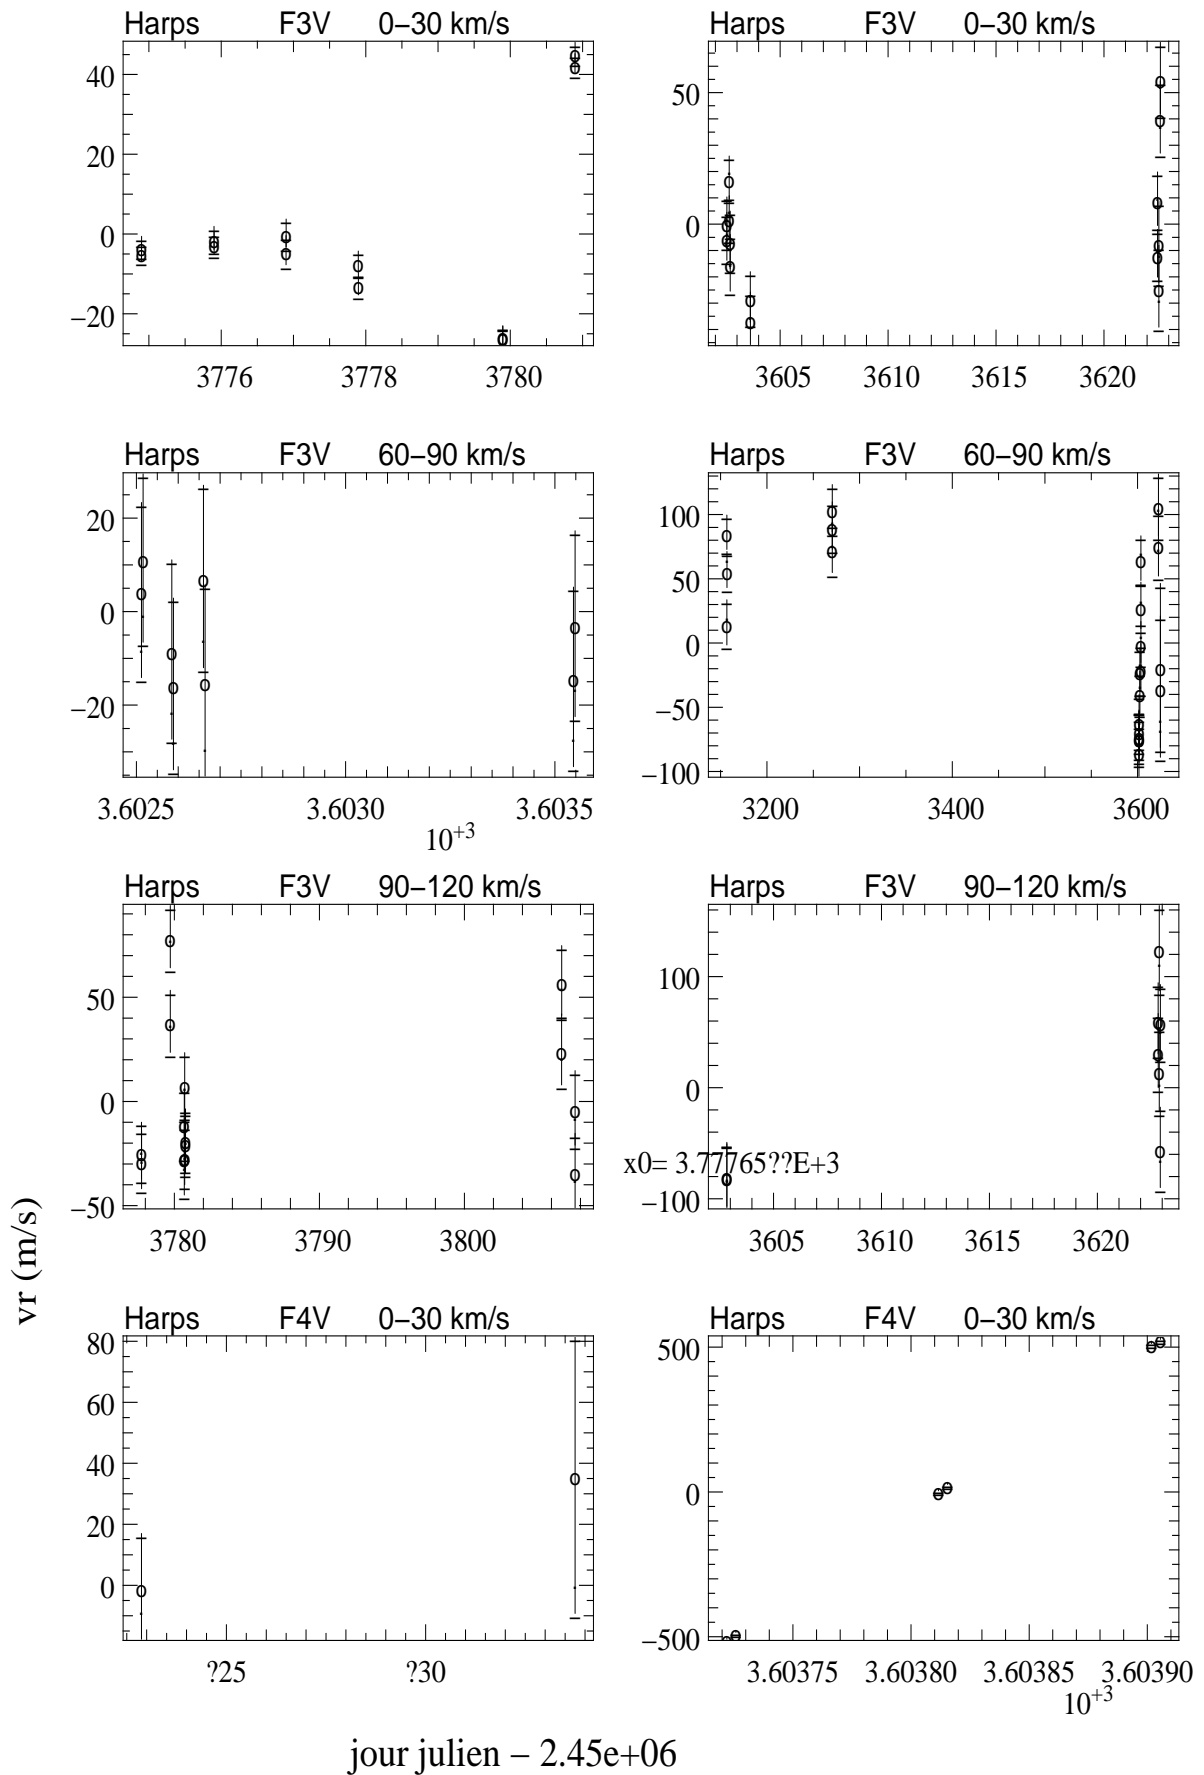 Harps F3V 0–30 km/s
Harps F3V 0–30 km/s
40
20
0
−20
3776 3778 3780
50
0
3605 3610 3615 3620
Harps F3V 60–90 km/s
Harps F3V 60–90 km/s
20
0
−20
3.6025 3.6030 3.6035
10+3
100
50
0
−50
−100
3200 3400 3600
Harps F3V 90–120 km/s
Harps F3V 90–120 km/s
50
0
−50
3780 3790 3800
100
0
x0= 3.77765??E+3
−100
3605 3610 3615 3620
vr (m/s)
Harps F4V 0–30 km/s
Harps F4V 0–30 km/s
80
60
40
20
0
?25 ?30
500
0
−500
3.60375 3.60380 3.60385 3.60390
10+3
jour julien − 2.45e+06